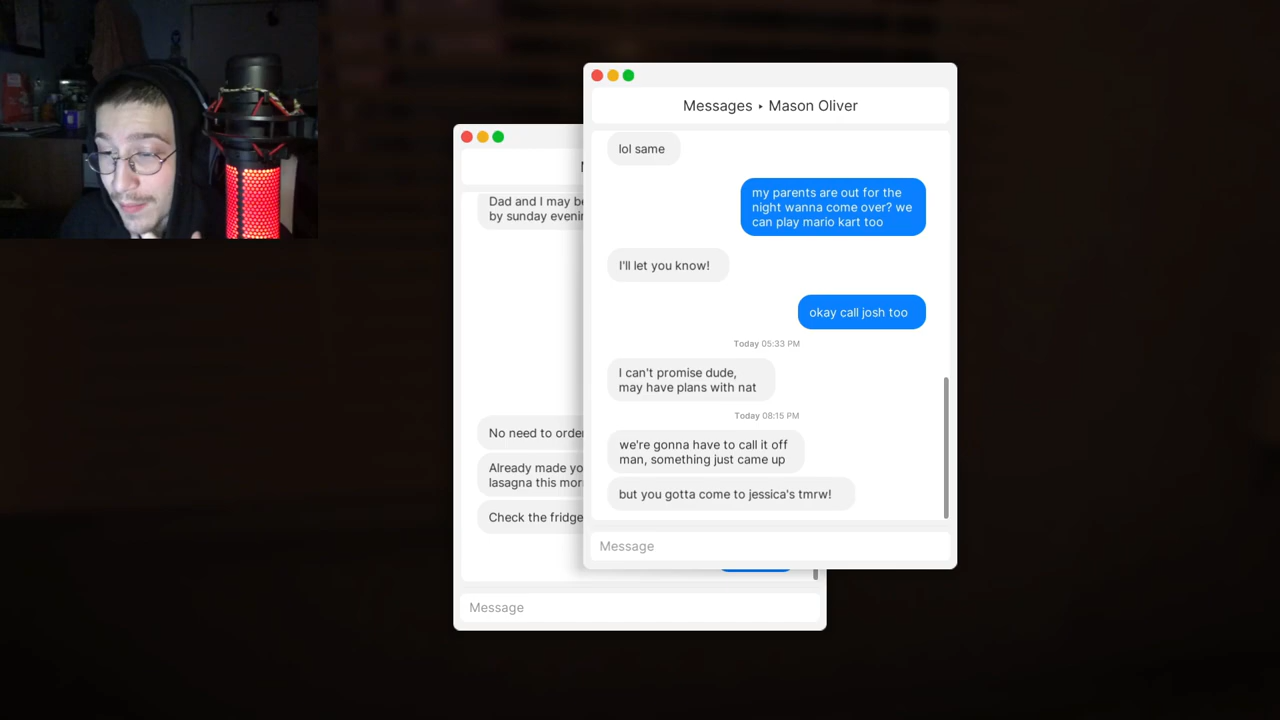 Messages ▸ Mason Oliver
lol same
my parents are out for the
night wanna come over? we
can play mario kart too
I'll let you know!
okay call josh too
Today 05:33 PM
I can't promise dude,
may have plans with nat
Today 08:15 PM
we're gonna have to call it off
man, something just came up
but you gotta come to jessica's tmrw!
Message
Dad and I may be
by sunday
No need to
Already made
lasagna this
Check the fridge
Message